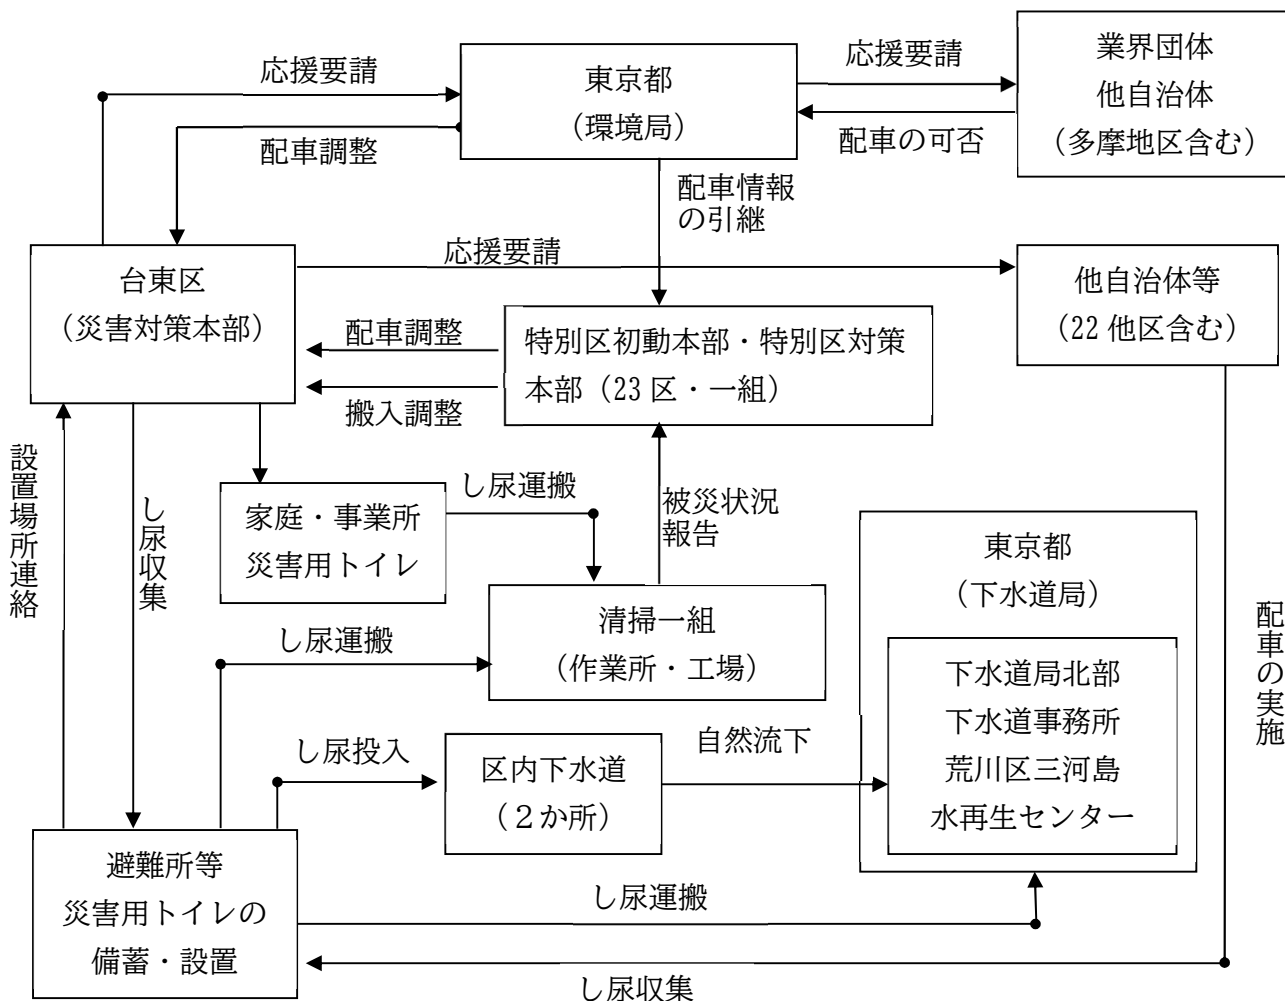 応援要請
東京都
（環境局）
応援要請
業界団体
他自治体
（多摩地区含む）
配車調整
配車の可否
配車情報
の引継
台東区
（災害対策本部）
応援要請
他自治体等
（22 他区含む）
配車調整
特別区初動本部・特別区対策
本部（23 区・一組）
搬入調整
設置場所連絡
し尿収集
家庭・事業所
災害用トイレ
し尿運搬
被災状況
報告
東京都
（下水道局）
清掃一組
（作業所・工場）
し尿運搬
下水道局北部
下水道事務所
荒川区三河島
水再生センター
配車の実施
し尿投入
区内下水道
（２か所）
自然流下
避難所等
災害用トイレの
備蓄・設置
し尿運搬
し尿収集